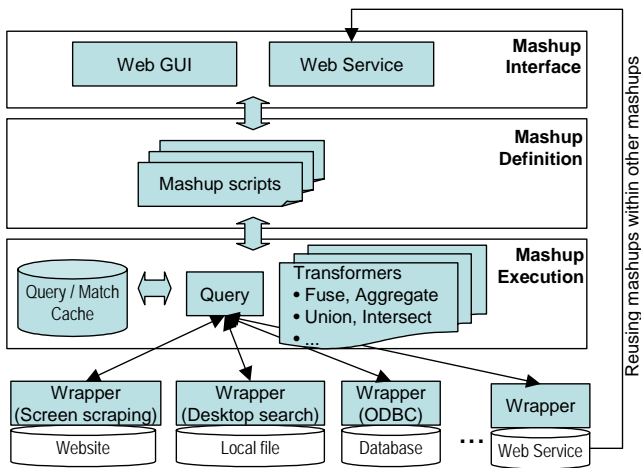 Web GUI
Web Service
Mashup
Interface
Mashup
Definition
Mashup scripts
Mashup
Execution
Query / Match
Cache
Query
Transformers
• Fuse, Aggregate
• Union, Intersect
• ...
Reusing mashups within other mashups
Wrapper
(Screen scraping)
Website
Wrapper
(Desktop search)
Local file
Wrapper
(ODBC)
Database
...
Wrapper
Web Service